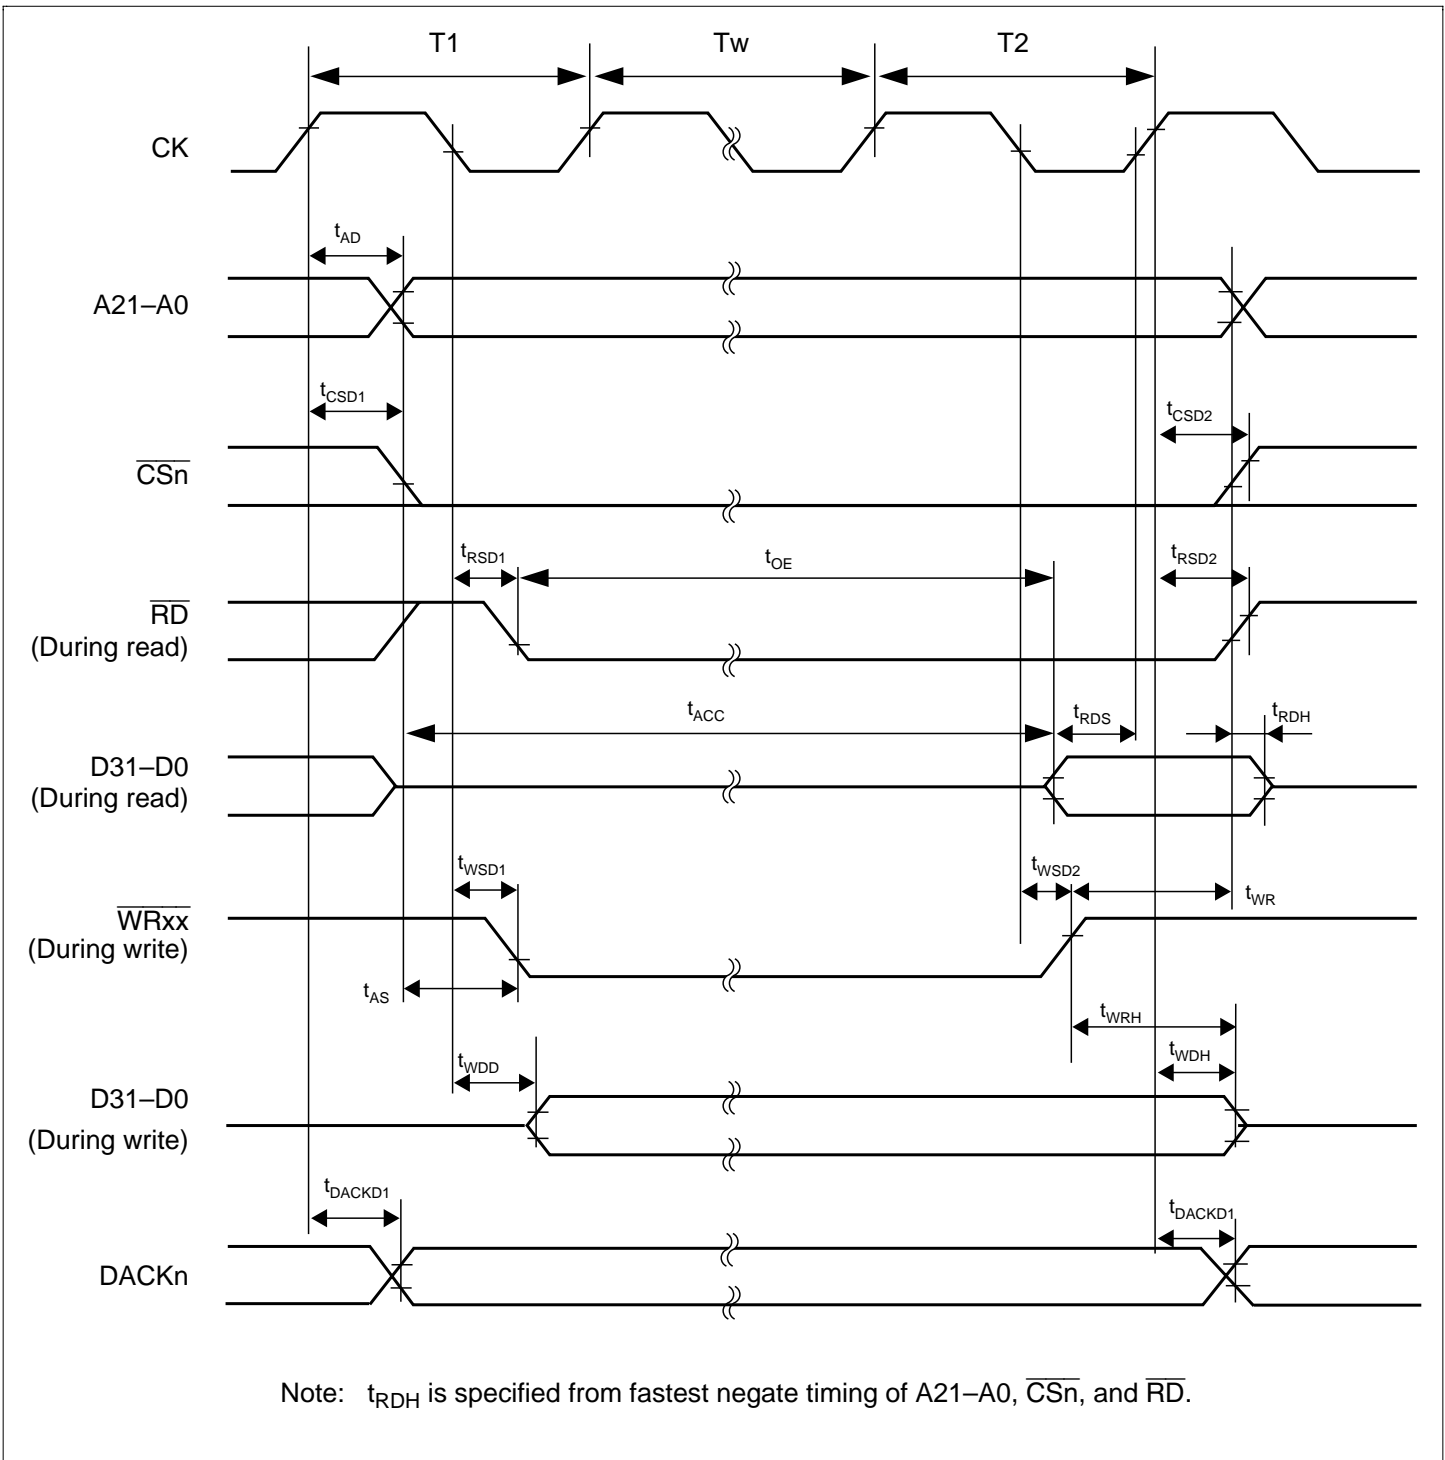 T1 Tw T2
CK
tAD
A21–A0
tCSD1 tCSD2
CSn
tRSD1 tOE tRSD2
RD
(During read)
tACC tRDS tRDH
D31–D0
(During read)
tWSD1 tWSD2 tWR
WRxx
(During write)
tAS
tWRH
tWDD tWDH
D31–D0
(During write)
tDACKD1 tDACKD1
DACKn
Note: tRDH is specified from fastest negate timing of A21–A0, CSn, and RD.